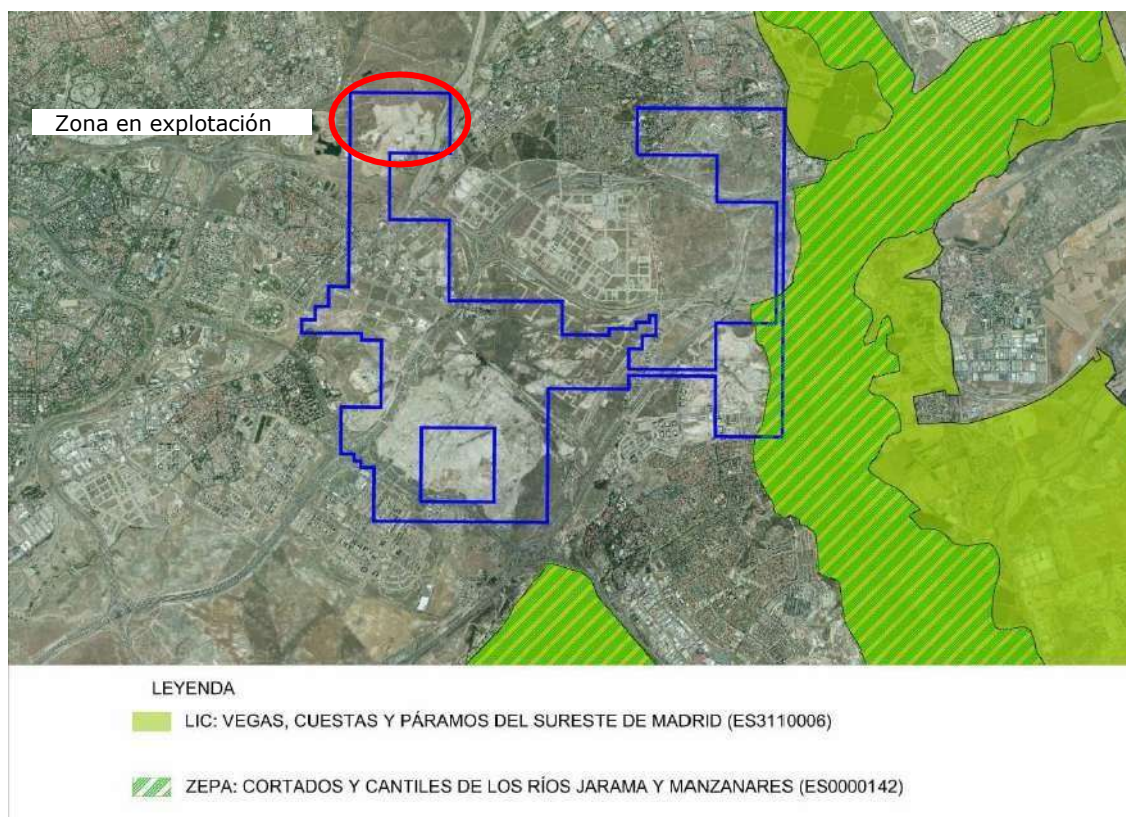 Zona en explotación
LEYENDA
LIC: VEGAS, CUESTAS Y PÁRAMOS DEL SURESTE DE MADRID (ES3110006)
ZEPA: CORTADOS Y CANTILES DE LOS RÍOS JARAMA Y MANZANARES (ES0000142)